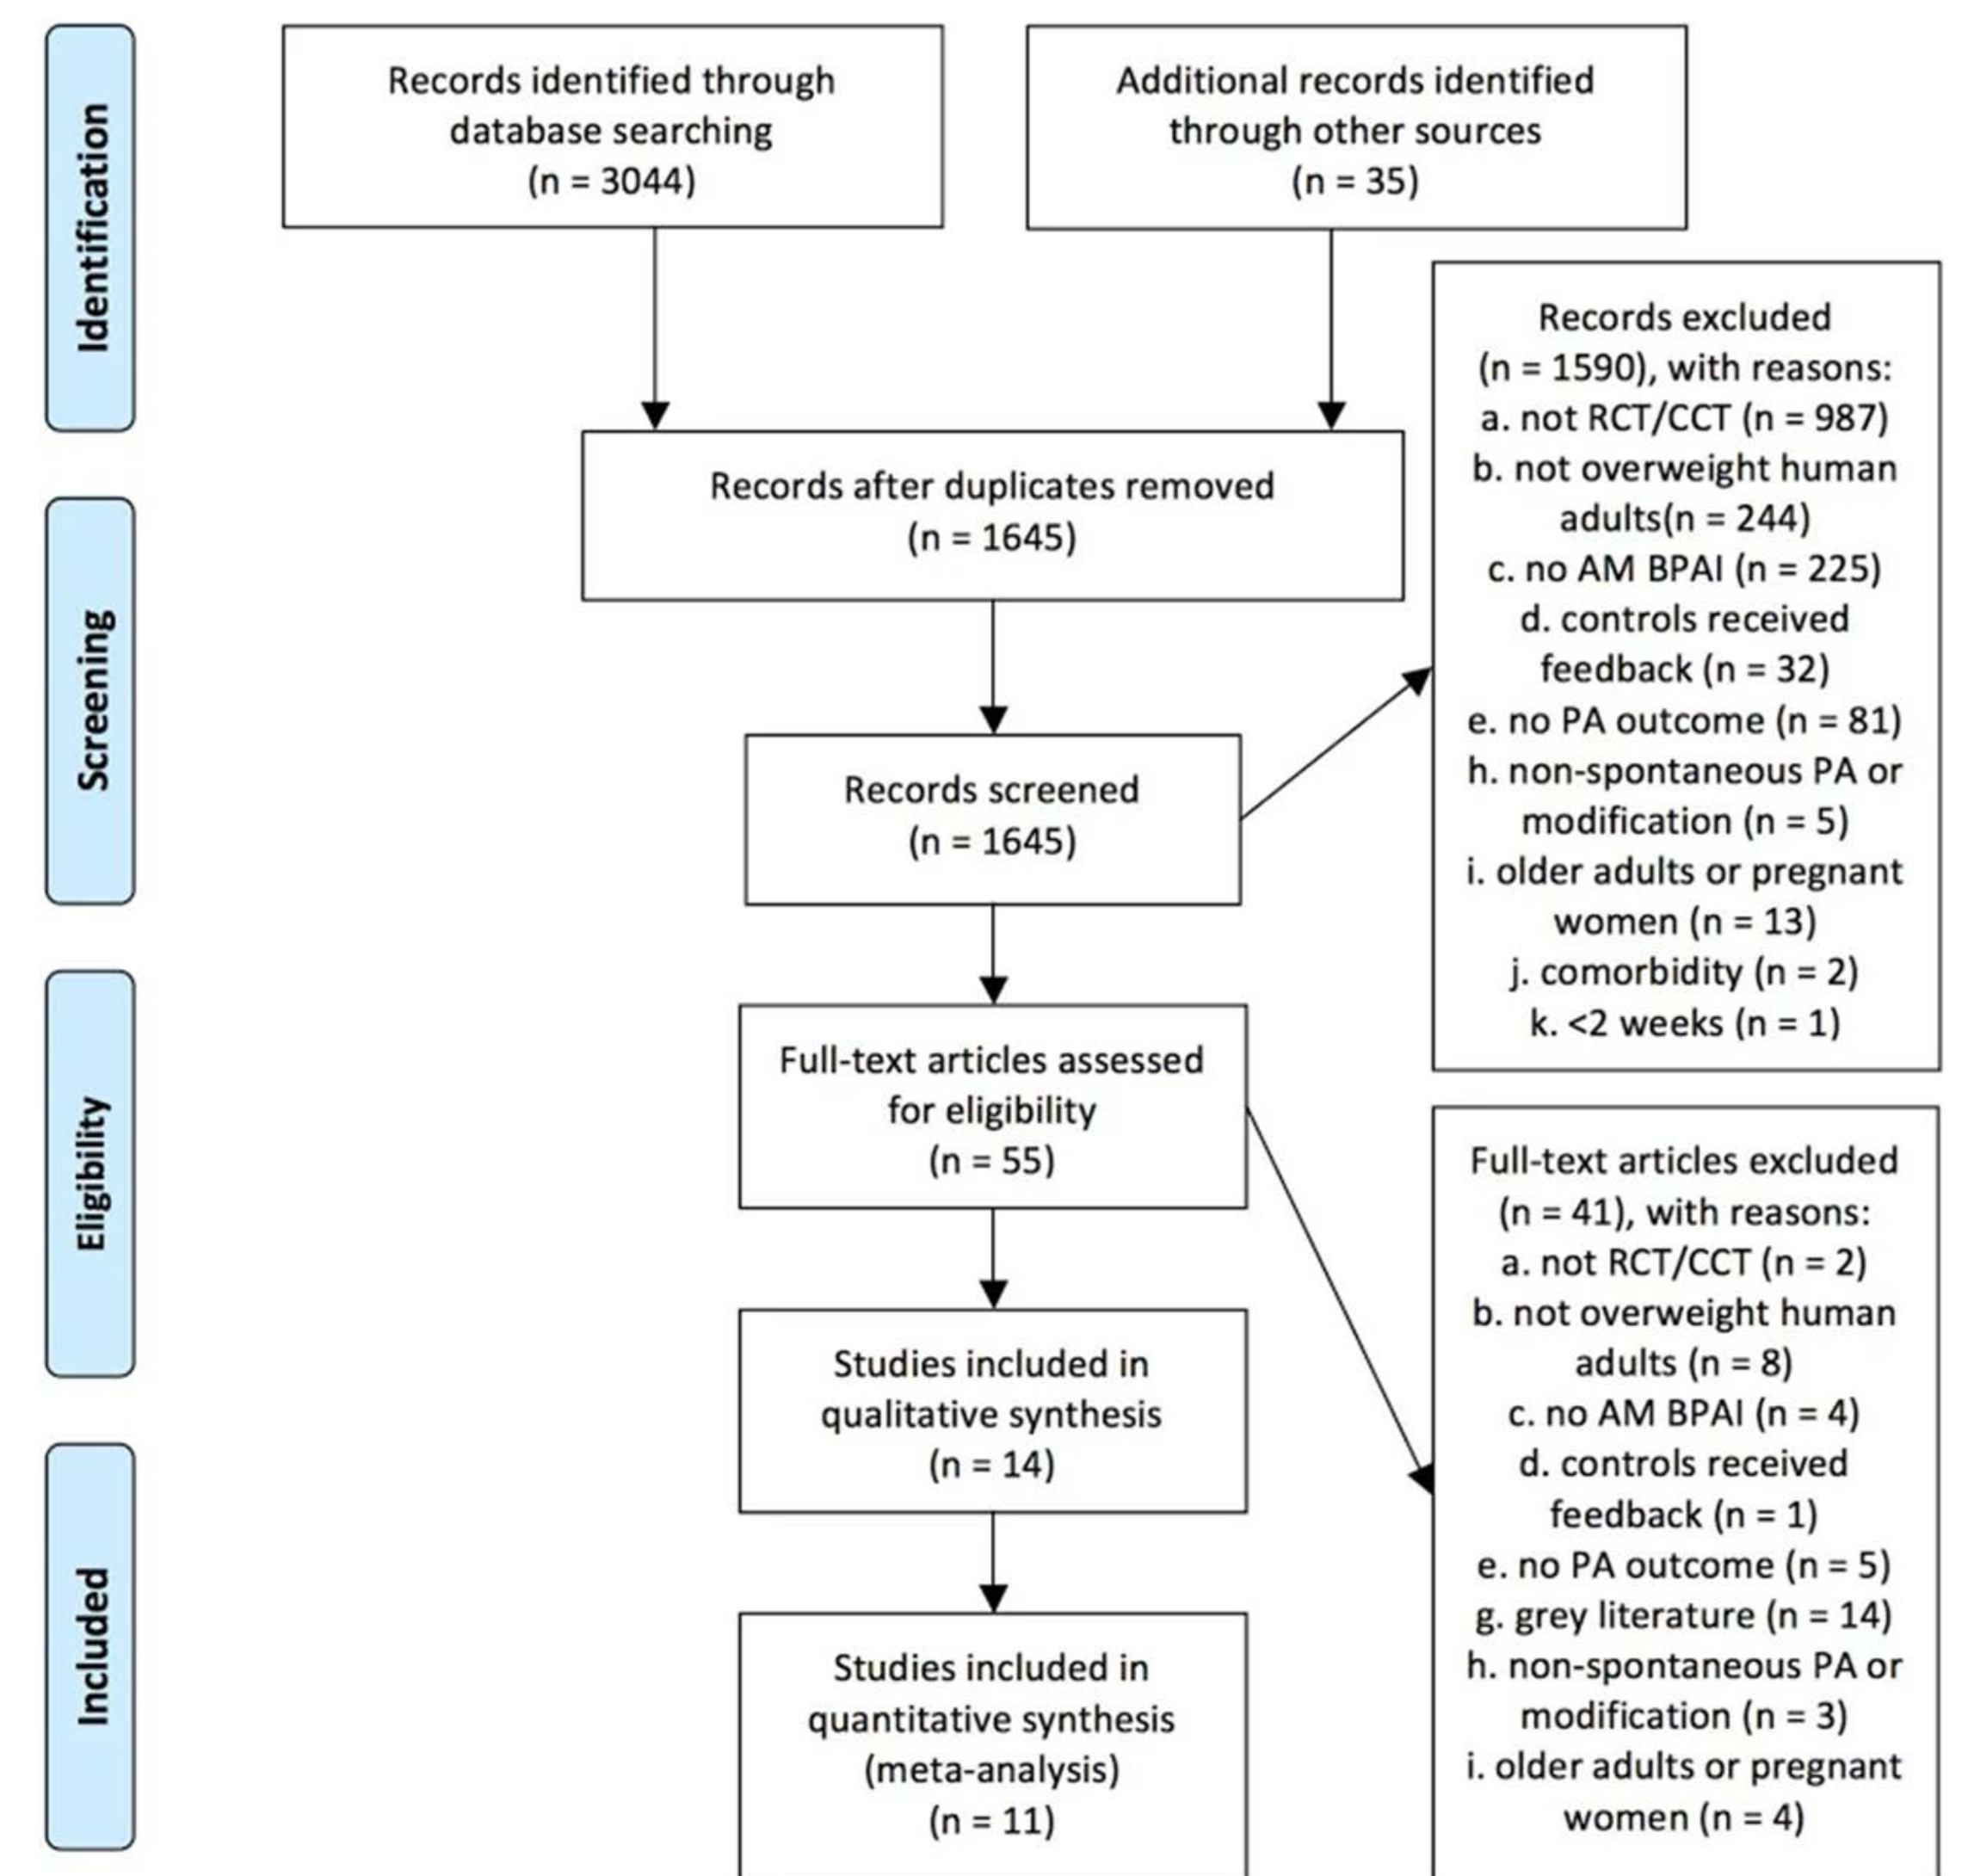 Identification
Records identified through
database searching
(n = 3044)
Additional records identified
through other sources
(n = 35)
Records after duplicates removed
(n = 1645)
Screening
Records screened
(n = 1645)
Records excluded
(n = 1590), with reasons:
a. not RCT/CCT (n = 987)
b. not overweight human
adults(n = 244)
c. no AM BPAI (n = 225)
d. controls received
feedback (n = 32)
e. no PA outcome (n = 81)
h. non-spontaneous PA or
modification (n = 5)
i. older adults or pregnant
women (n = 13)
j. comorbidity (n = 2)
k. <2 weeks (n = 1)
Eligibility
Full-text articles assessed
for eligibility
(n = 55)
Full-text articles excluded
(n = 41), with reasons:
a. not RCT/CCT (n = 2)
b. not overweight human
adults (n = 8)
c. no AM BPAI (n = 4)
d. controls received
feedback (n = 1)
e. no PA outcome (n = 5)
g. grey literature (n = 14)
h. non-spontaneous PA or
modification (n = 3)
i. older adults or pregnant
women (n = 4)
Studies included in
qualitative synthesis
(n = 14)
Included
Studies included in
quantitative synthesis
(meta-analysis)
(n = 11)